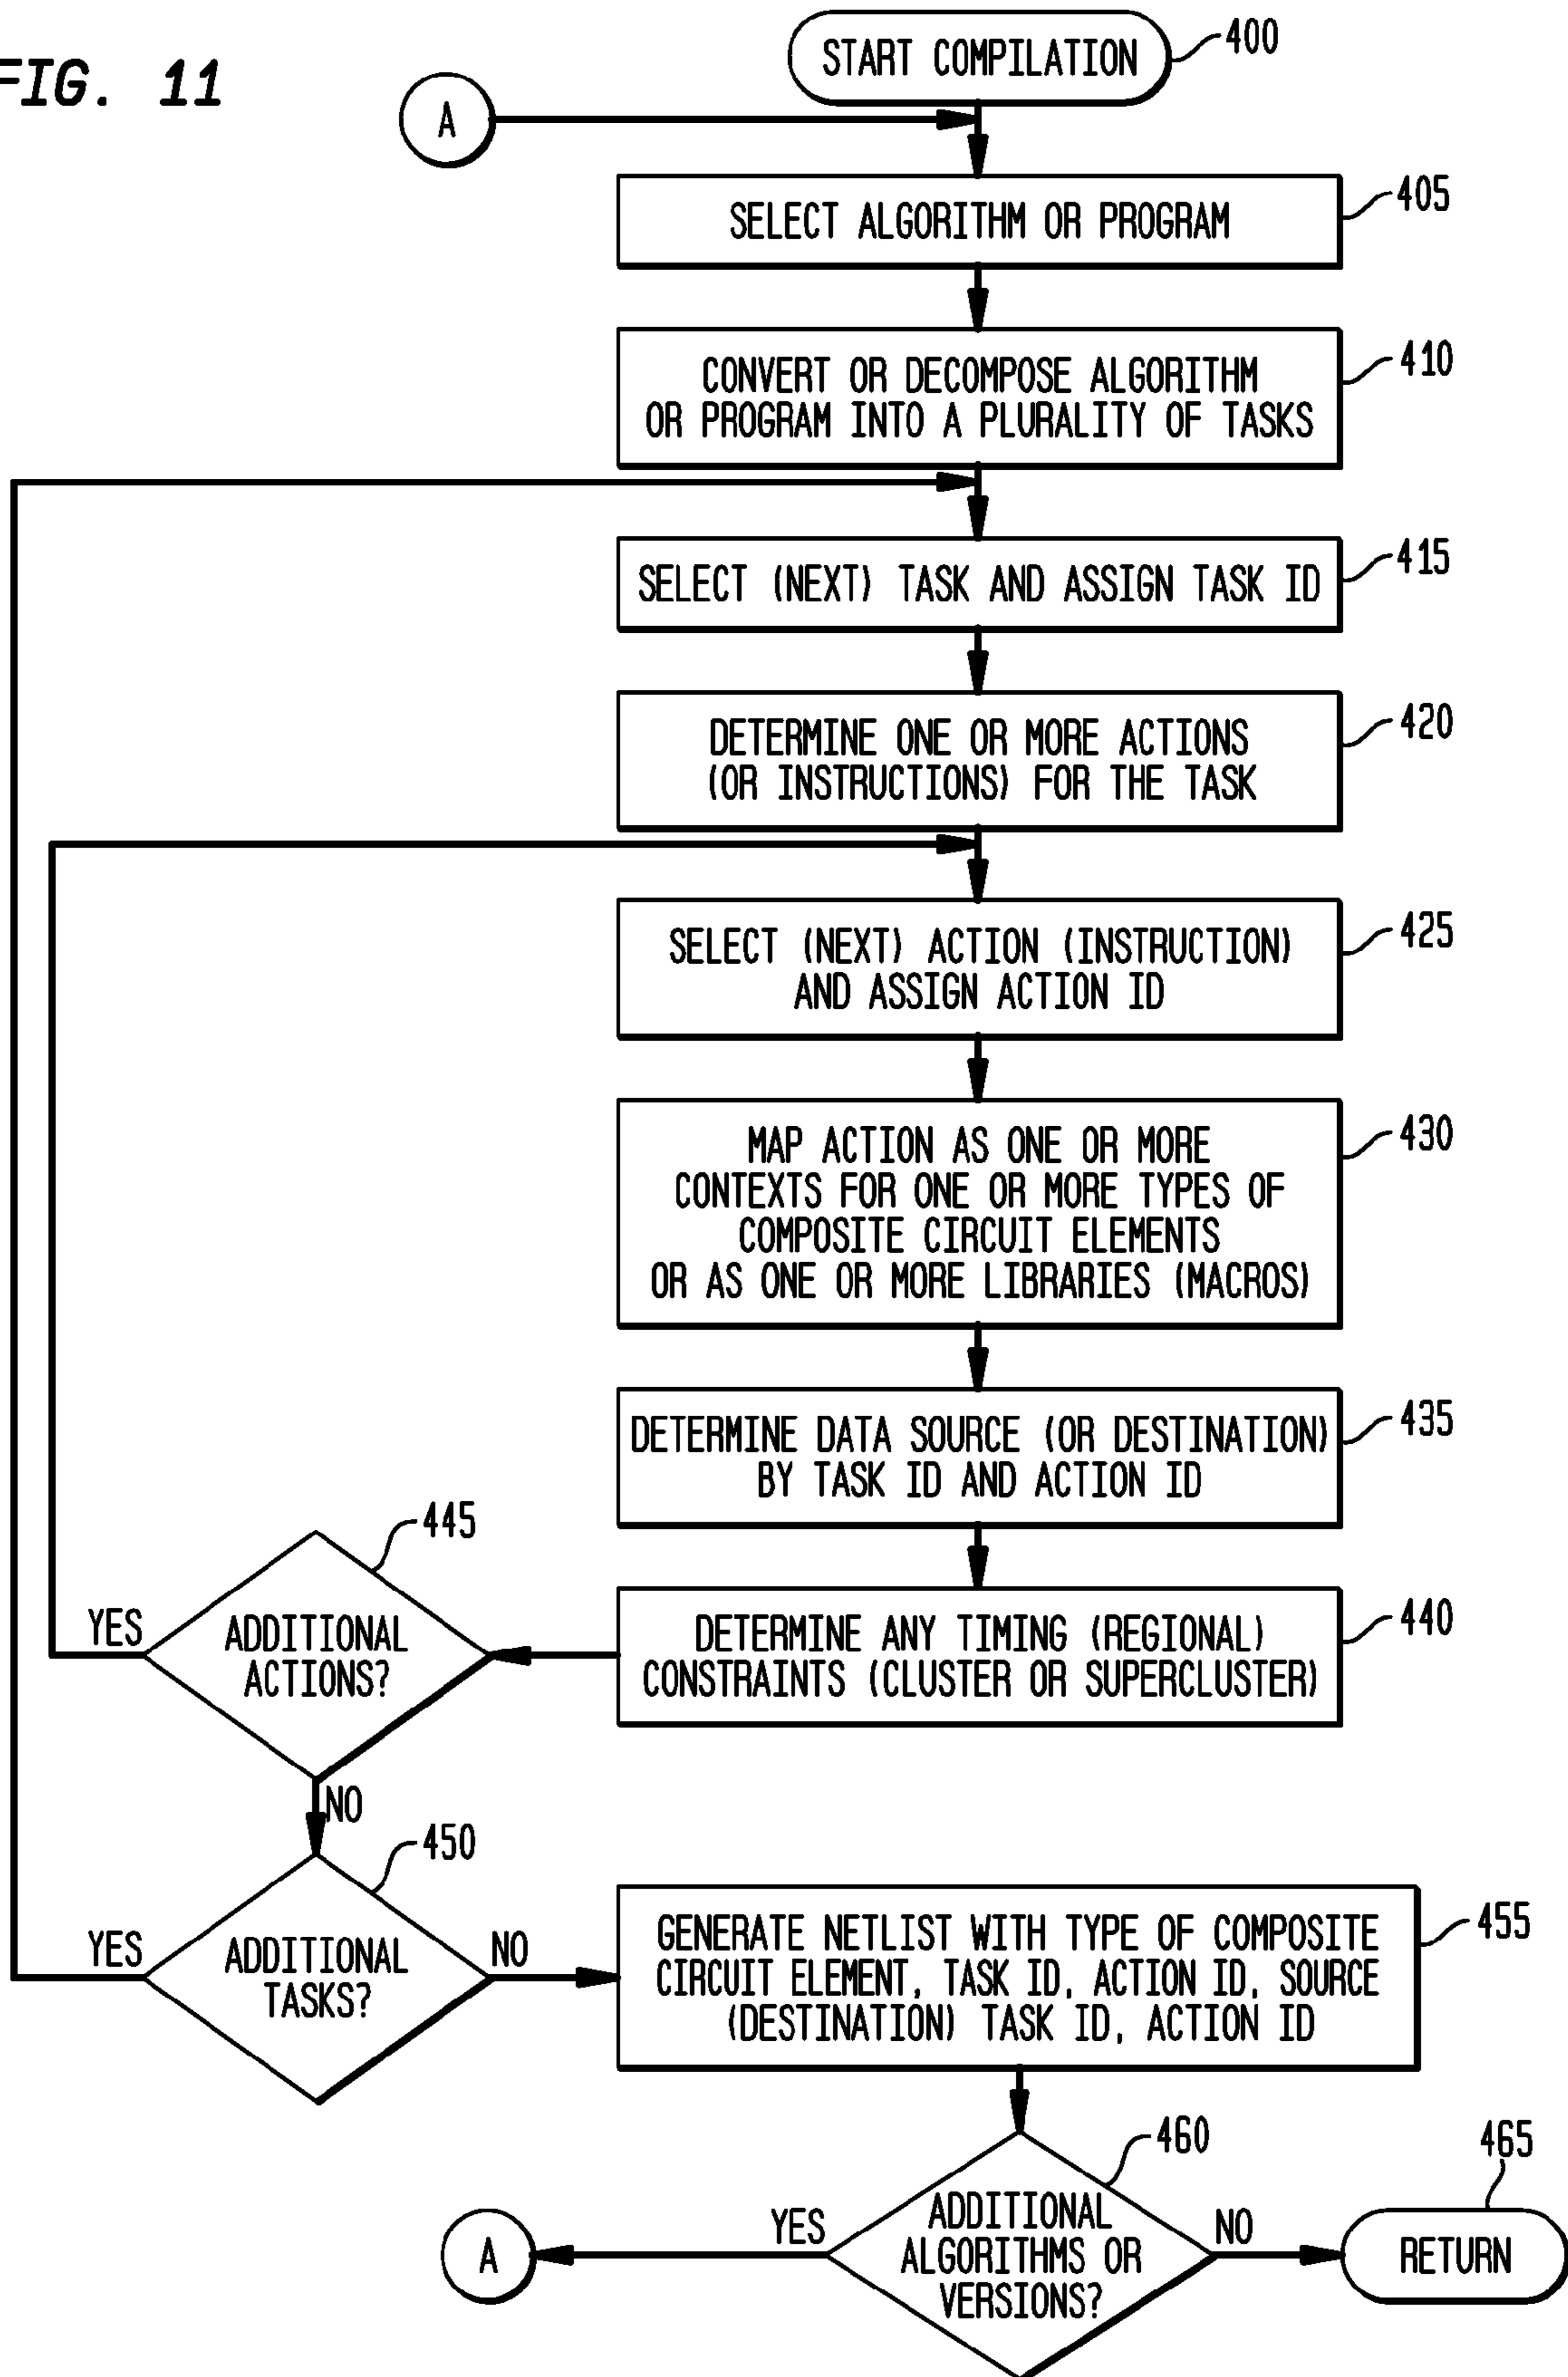 FIG. 11
START COMPILATION
400
A
SELECT ALGORITHM OR PROGRAM
405
CONVERT OR DECOMPOSE ALGORITHM
OR PROGRAM INTO A PLURALITY OF TASKS
410
SELECT (NEXT) TASK AND ASSIGN TASK ID
415
DETERMINE ONE OR MORE ACTIONS
(OR INSTRUCTIONS) FOR THE TASK
420
SELECT (NEXT) ACTION (INSTRUCTION)
AND ASSIGN ACTION ID
425
MAP ACTION AS ONE OR MORE
CONTEXTS FOR ONE OR MORE TYPES OF
COMPOSITE CIRCUIT ELEMENTS
OR AS ONE OR MORE LIBRARIES (MACROS)
430
DETERMINE DATA SOURCE (OR DESTINATION)
BY TASK ID AND ACTION ID
435
DETERMINE ANY TIMING (REGIONAL)
CONSTRAINTS (CLUSTER OR SUPERCLUSTER)
440
445
YES
ADDITIONAL
ACTIONS?
NO
450
YES
ADDITIONAL
TASKS?
NO
GENERATE NETLIST WITH TYPE OF COMPOSITE
CIRCUIT ELEMENT, TASK ID, ACTION ID, SOURCE
(DESTINATION) TASK ID, ACTION ID
455
460
ADDITIONAL
ALGORITHMS OR
VERSIONS?
YES
A
NO
465
RETURN